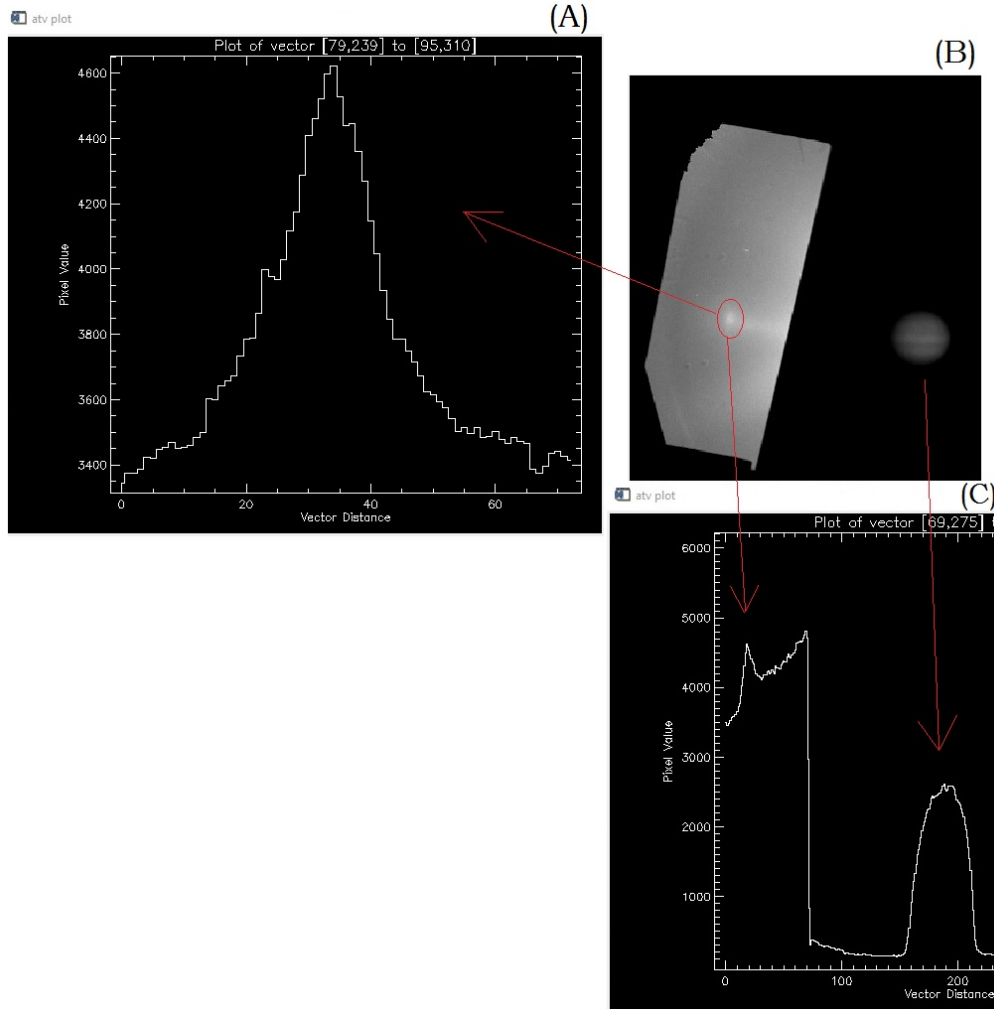 (A)
atv plot
Plot of vector [79,239] to [95,310]
4600
4400
4200
4000
3800
3600
3400
Pixel Value
0 20 40 60
Vector Distance
(B)
(C)
atv plot
Plot of vector [69,275] t
6000
5000
4000
3000
2000
1000
Pixel Value
0 100 200
Vector Distance